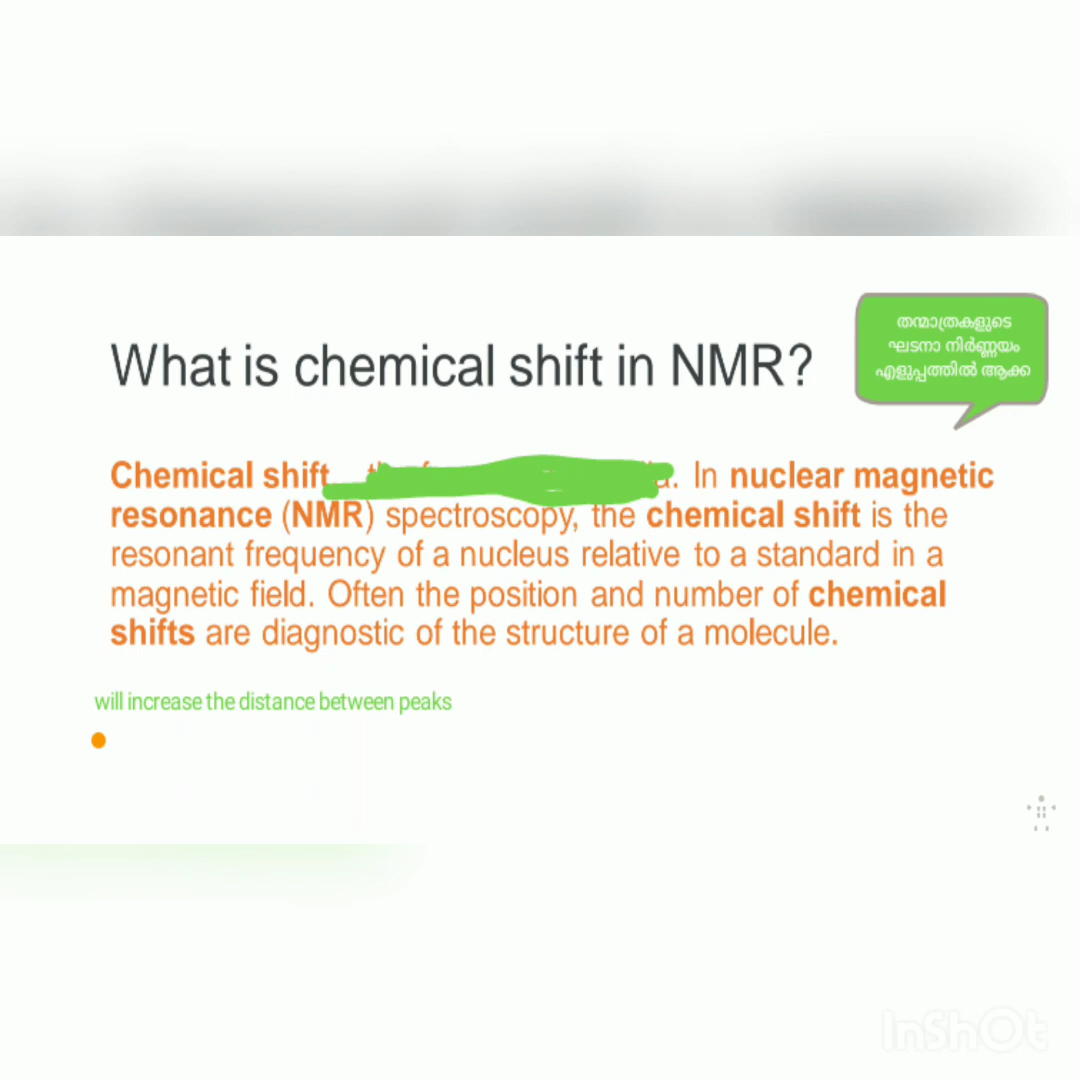 What is chemical shift in NMR?
തന്മാത്രകളുടെ
ഘടനാ നിർണ്ണയം
എളുപ്പത്തിൽ ആക്ക
Chemical shift . In nuclear magnetic
resonance (NMR) spectroscopy, the chemical shift is the
resonant frequency of a nucleus relative to a standard in a
magnetic field. Often the position and number of chemical
shifts are diagnostic of the structure of a molecule.
will increase the distance between peaks
InShOt